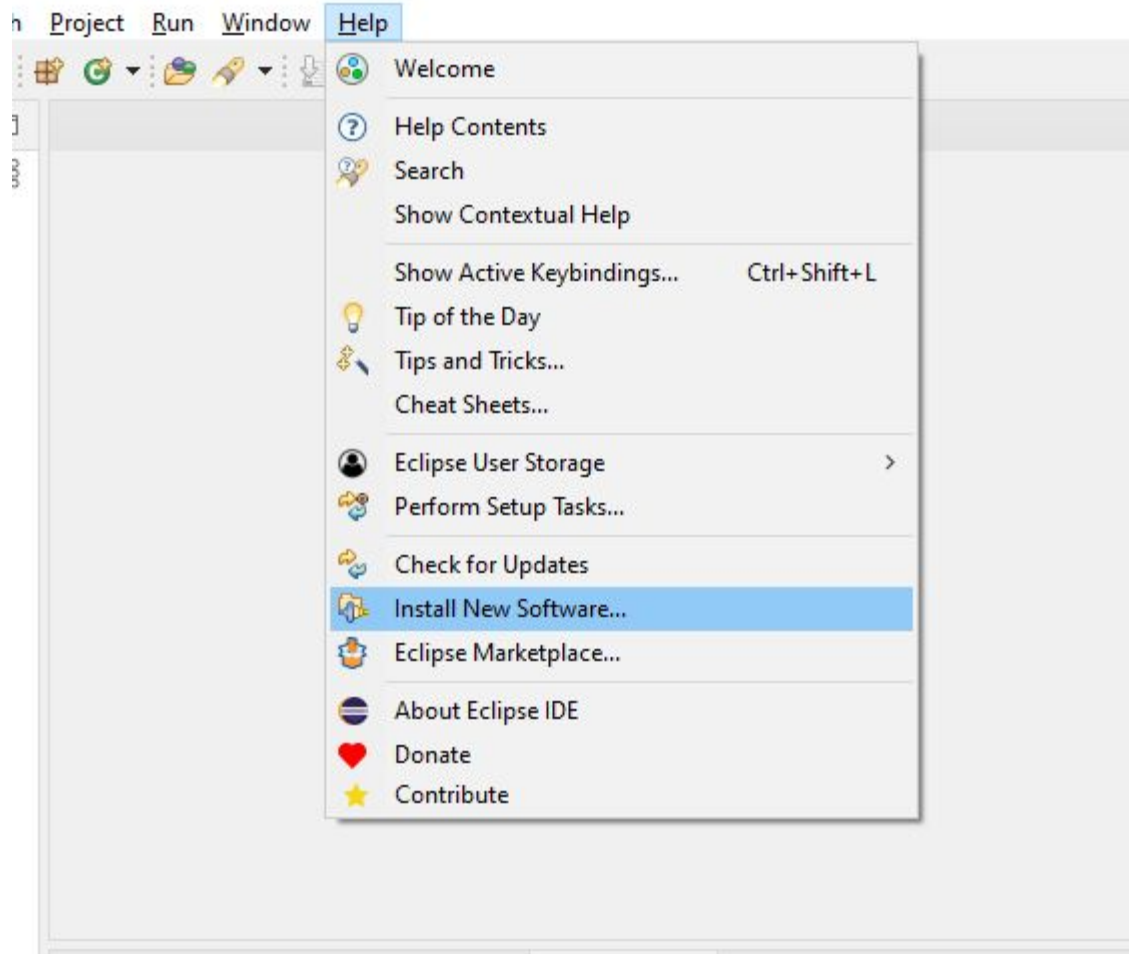 h Project Run Window Help
Welcome
Help Contents
Search
Show Contextual Help
Show Active Keybindings... Ctrl+Shift+L
Tip of the Day
Tips and Tricks...
Cheat Sheets...
Eclipse User Storage
Perform Setup Tasks...
Check for Updates
Install New Software...
Eclipse Marketplace...
About Eclipse IDE
Donate
Contribute